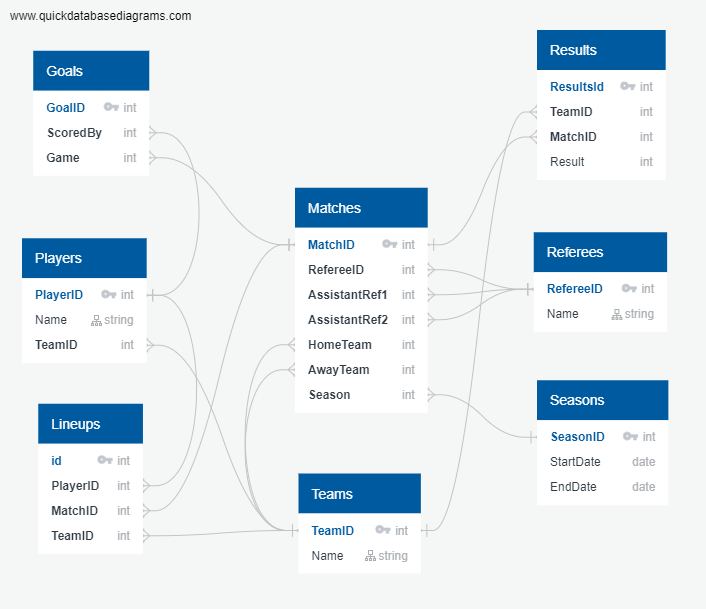 www.quickdatabasediagrams.com
Goals
GoalID int
ScoredBy int
Game int
Players
PlayerID int
Name string
TeamID int
Lineups
id int
PlayerID int
MatchID int
TeamID int
Matches
MatchID int
RefereeID int
AssistantRef1 int
AssistantRef2 int
HomeTeam int
AwayTeam int
Season int
Teams
TeamID int
Name string
Results
ResultsId int
TeamID int
MatchID int
Result int
Referees
RefereeID int
Name string
Seasons
SeasonID int
StartDate date
EndDate date